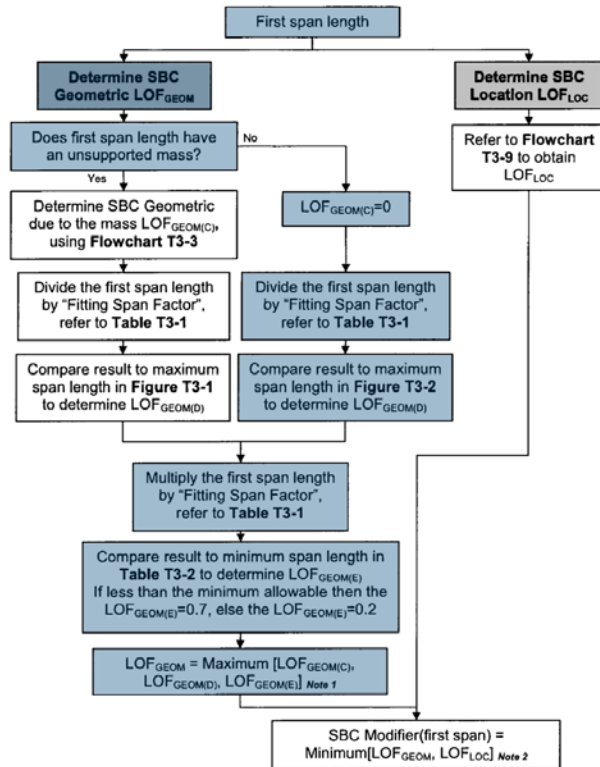 First span length
Determine SBC
Geometric LOFGEOM
Determine SBC
Location LOFLOC
Does first span length have
an unsupported mass?
No
Yes
Refer to Flowchart
T3-9 to obtain
LOFLOC
Determine SBC Geometric
due to the mass LOFGEOM(C),
using Flowchart T3-3
LOFGEOM(C)=0
Divide the first span length
by “Fitting Span Factor”,
refer to Table T3-1
Divide the first span length
by “Fitting Span Factor”,
refer to Table T3-1
Compare result to maximum
span length in Figure T3-1
to determine LOFGEOM(D)
Compare result to maximum
span length in Figure T3-2
to determine LOFGEOM(D)
Multiply the first span length
by “Fitting Span Factor”,
refer to Table T3-1
Compare result to minimum span length in
Table T3-2 to determine LOFGEOM(E)
If less than the minimum allowable then the
LOFGEOM(E)=0.7, else the LOFGEOM(E)=0.2
LOFGEOM = Maximum [LOFGEOM(C),
LOFGEOM(D), LOFGEOM(E)] Note 1
SBC Modifier(first span) =
Minimum[LOFGEOM, LOFLOC] Note 2